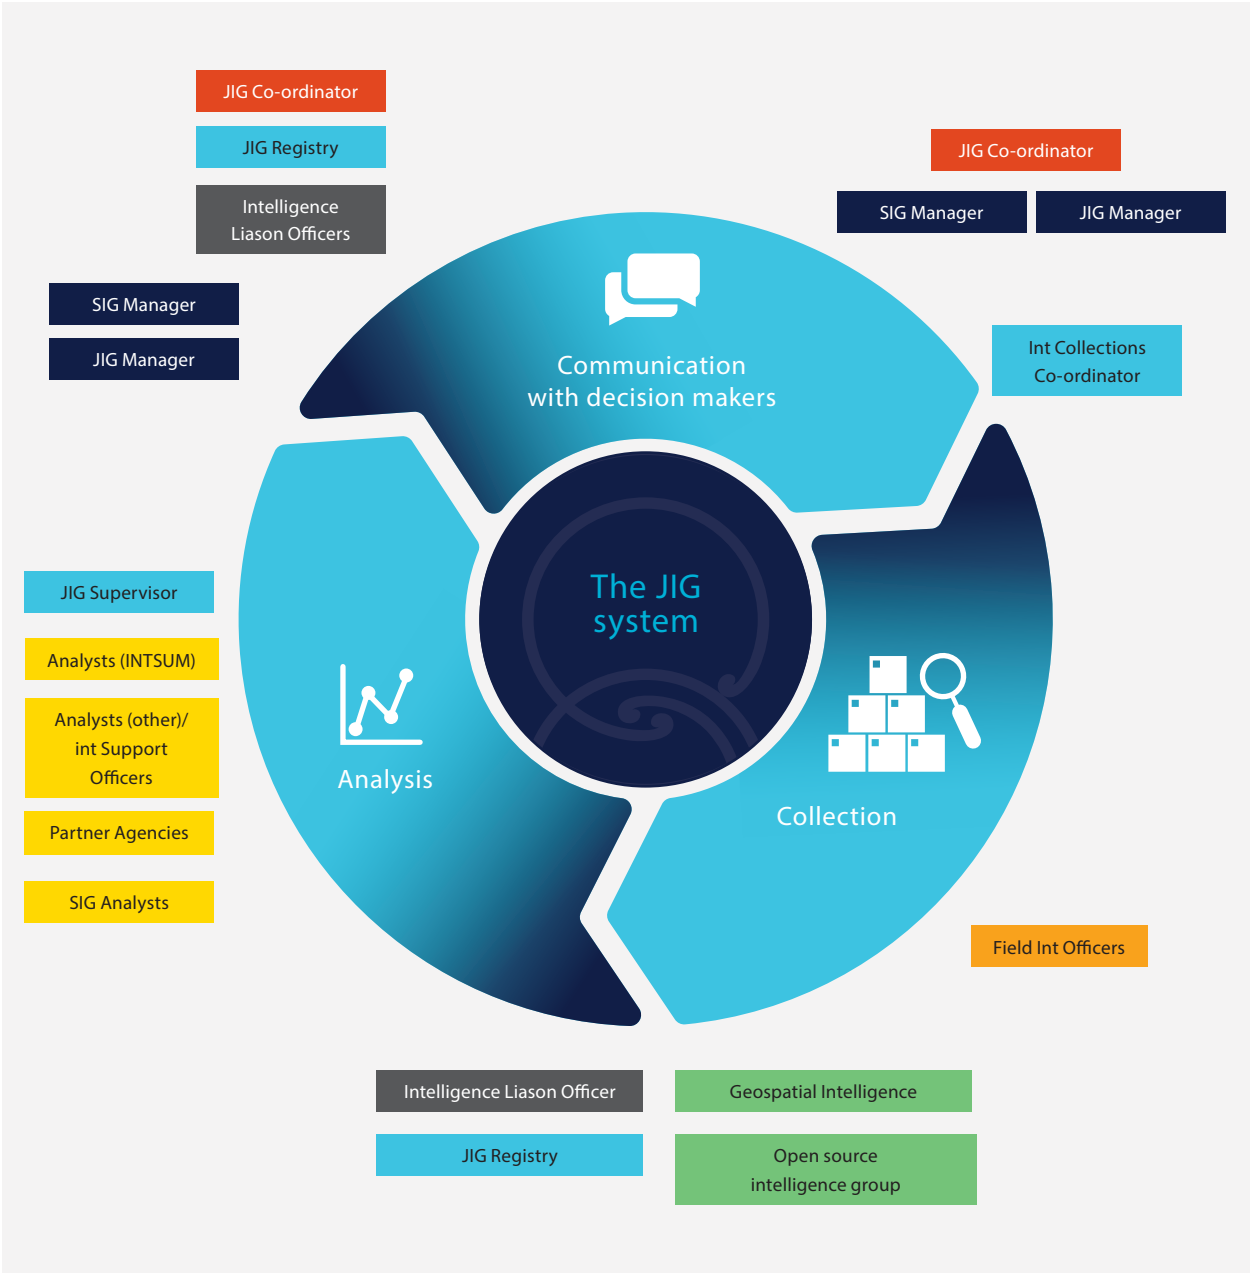 JIG Co-ordinator
JIG Registry
Intelligence
Liason Officers
SIG Manager
JIG Manager
JIG Co-ordinator
SIG Manager
JIG Manager
Int Collections
Co-ordinator
Communication
with decision makers
The JIG
system
Analysis
Collection
JIG Supervisor
Analysts (INTSUM)
Analysts (other)/
int Support
Officers
Partner Agencies
SIG Analysts
Field Int Officers
Intelligence Liason Officer
JIG Registry
Geospatial Intelligence
Open source
intelligence group